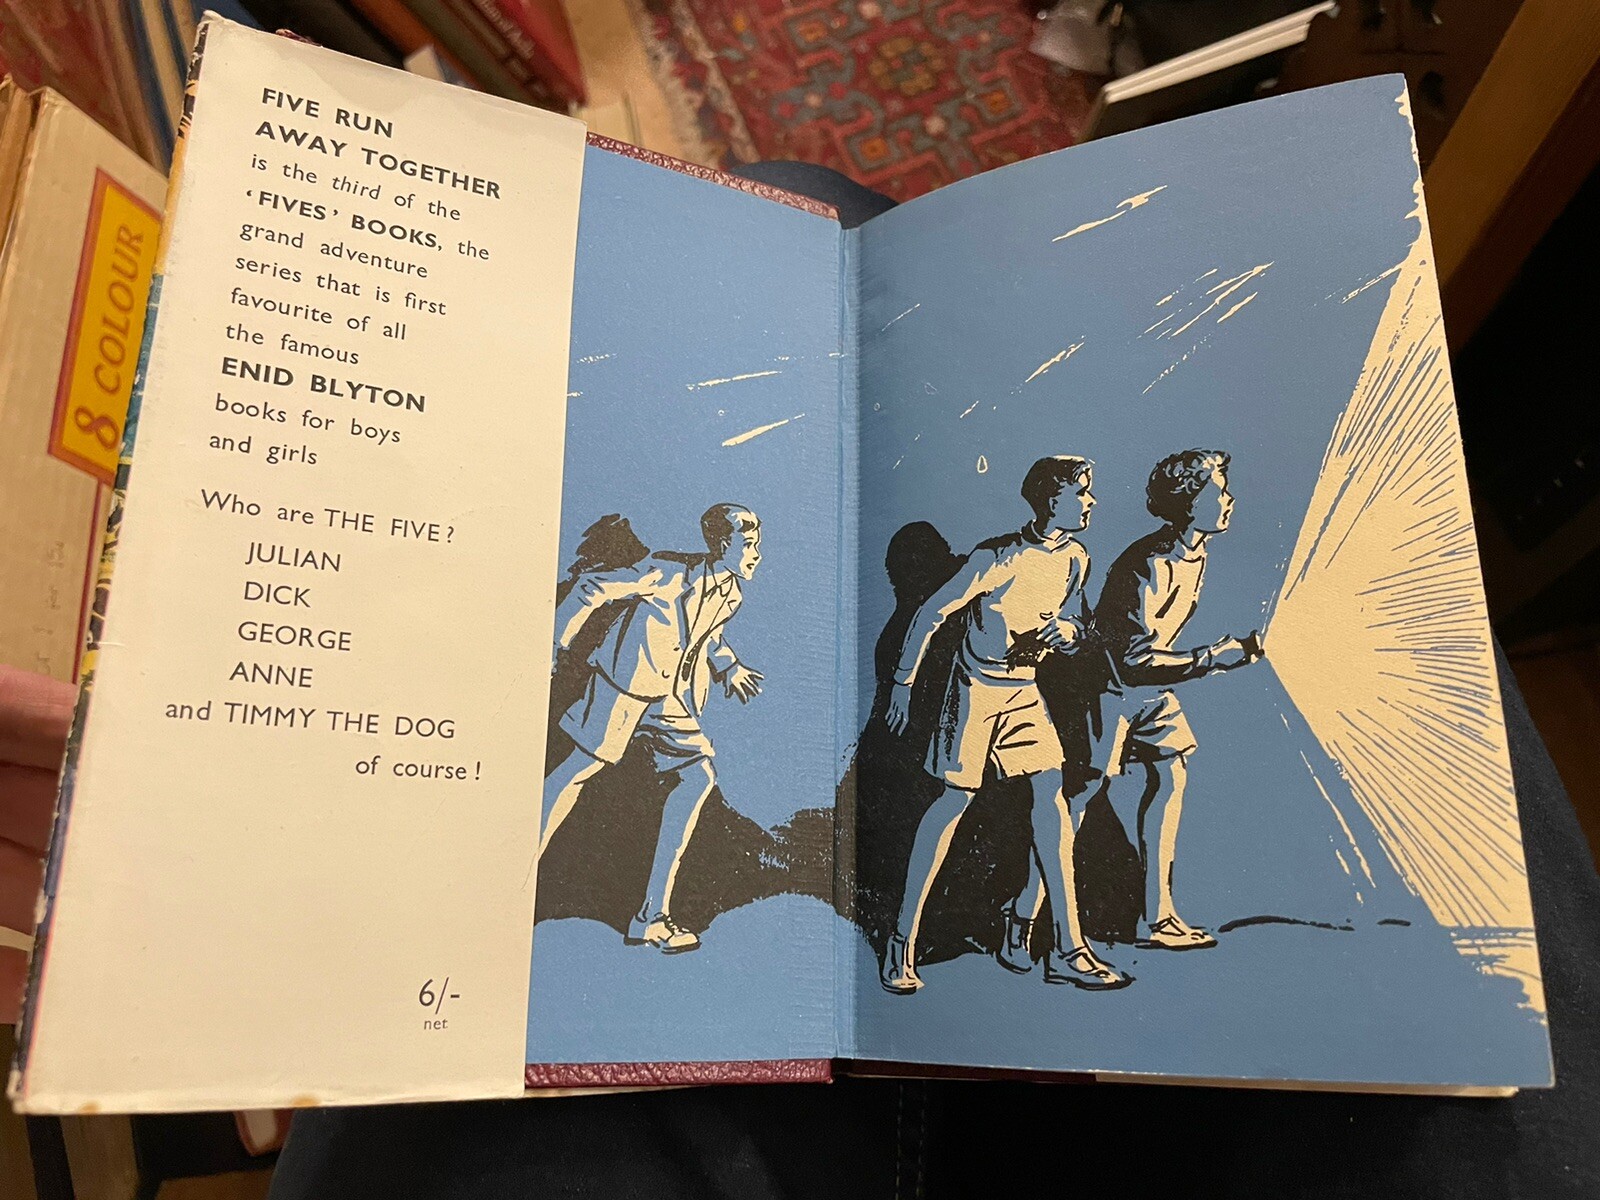 FIVE RUN
AWAY TOGETHER
is the third of the
‘FIVES’ BOOKS, the
grand adventure
series that is first
favourite of all
the famous
ENID BLYTON
books for boys
and girls
Who are THE FIVE?
JULIAN
DICK
GEORGE
ANNE
and TIMMY THE DOG
of course!
6/-
net
8 COLOUR